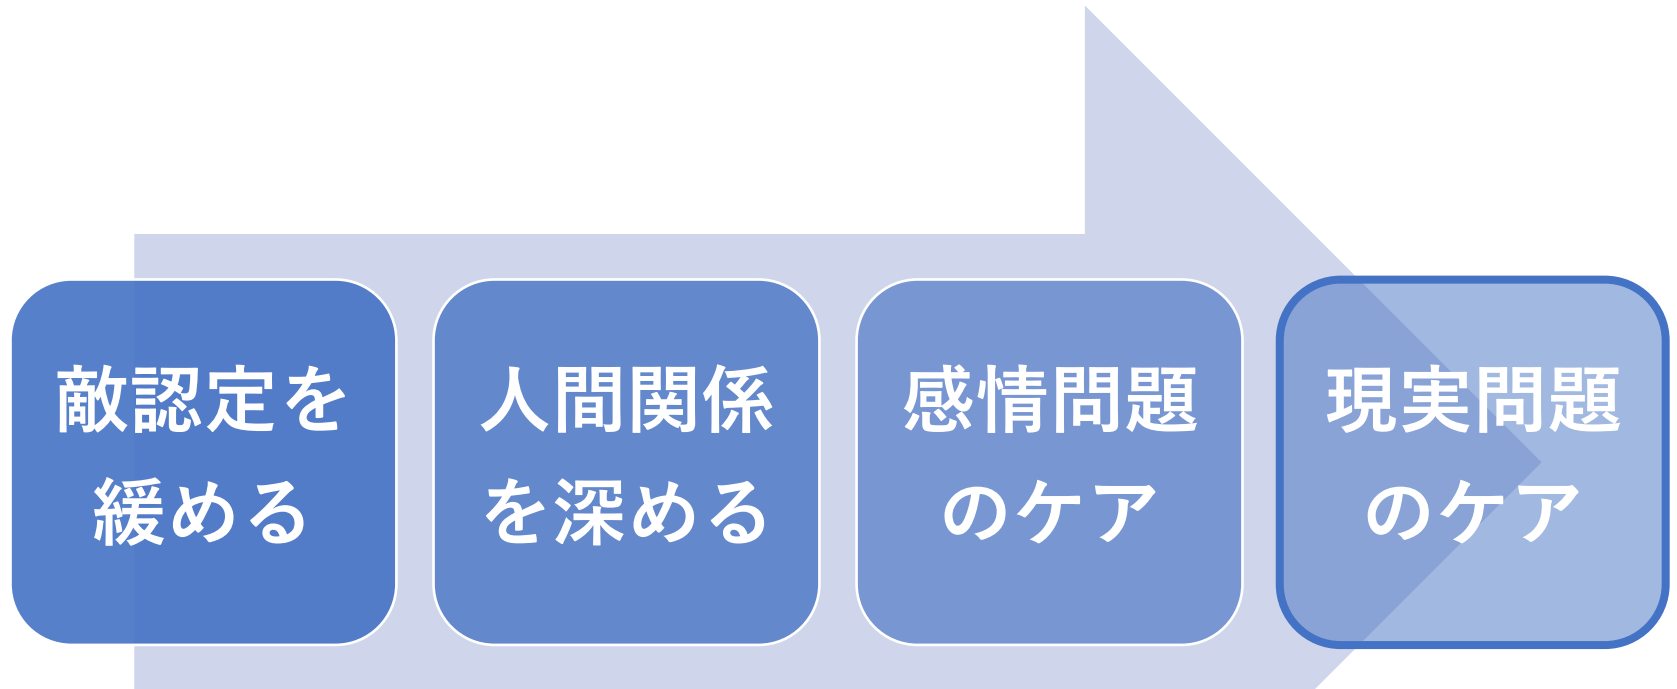 敵認定を
緩める
人間関係
を深める
感情問題
のケア
現実問題
のケア